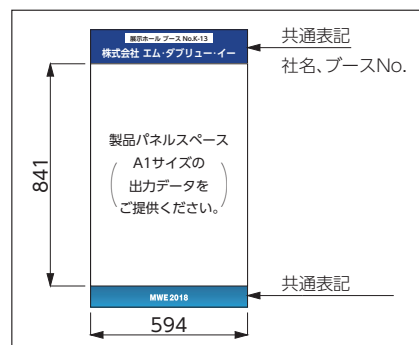 展示ホール ブース No.K-13
株式会社 エム・ダブリュー・イー
共通表記
社名、ブースNo.
841
製品パネルスペース
A1サイズの
出力データを
ご提供ください。
共通表記
MWE 2018
594